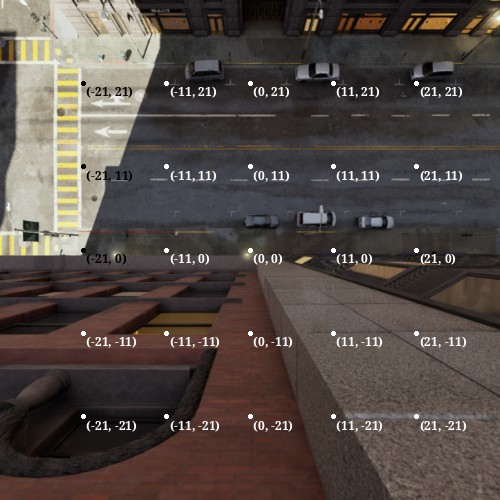 (-21, 21) (-11, 21) (0, 21) (11, 21) (21, 21)
(-21, 11) (-11, 11) (0, 11) (11, 11) (21, 11)
(-21, 0) (-11, 0) (0, 0) (11, 0) (21, 0)
(-21, -11) (-11, -11) (0, -11) (11, -11) (21, -11)
(-21, -21) (-11, -21) (0, -21) (11, -21) (21, -21)